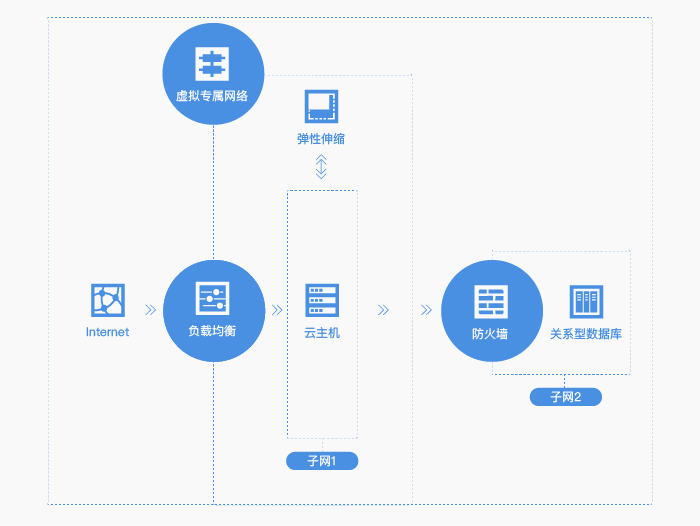 虚拟专属网络
弹性伸缩
Internet
负载均衡
云主机
防火墙
关系型数据库
子网2
子网1